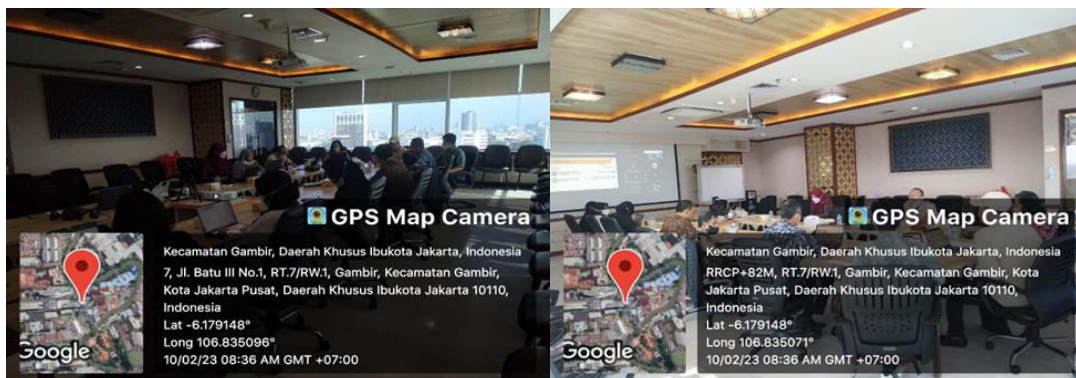 GPS Map Camera
Kecamatan Gambir, Daerah Khusus Ibukota Jakarta, Indonesia
7, Jl. Batu III No.1, RT.7/RW.1, Gambir, Kecamatan Gambir,
Kota Jakarta Pusat, Daerah Khusus Ibukota Jakarta 10110,
Indonesia
Lat -6.179148°
Long 106.835096°
10/02/23 08:36 AM GMT +07:00
Google
GPS Map Camera
Kecamatan Gambir, Daerah Khusus Ibukota Jakarta, Indonesia
RRCP+82M, RT.7/RW.1, Gambir, Kecamatan Gambir, Kota
Jakarta Pusat, Daerah Khusus Ibukota Jakarta 10110,
Indonesia
Lat -6.179148°
Long 106.835071°
10/02/23 08:36 AM GMT +07:00
Google